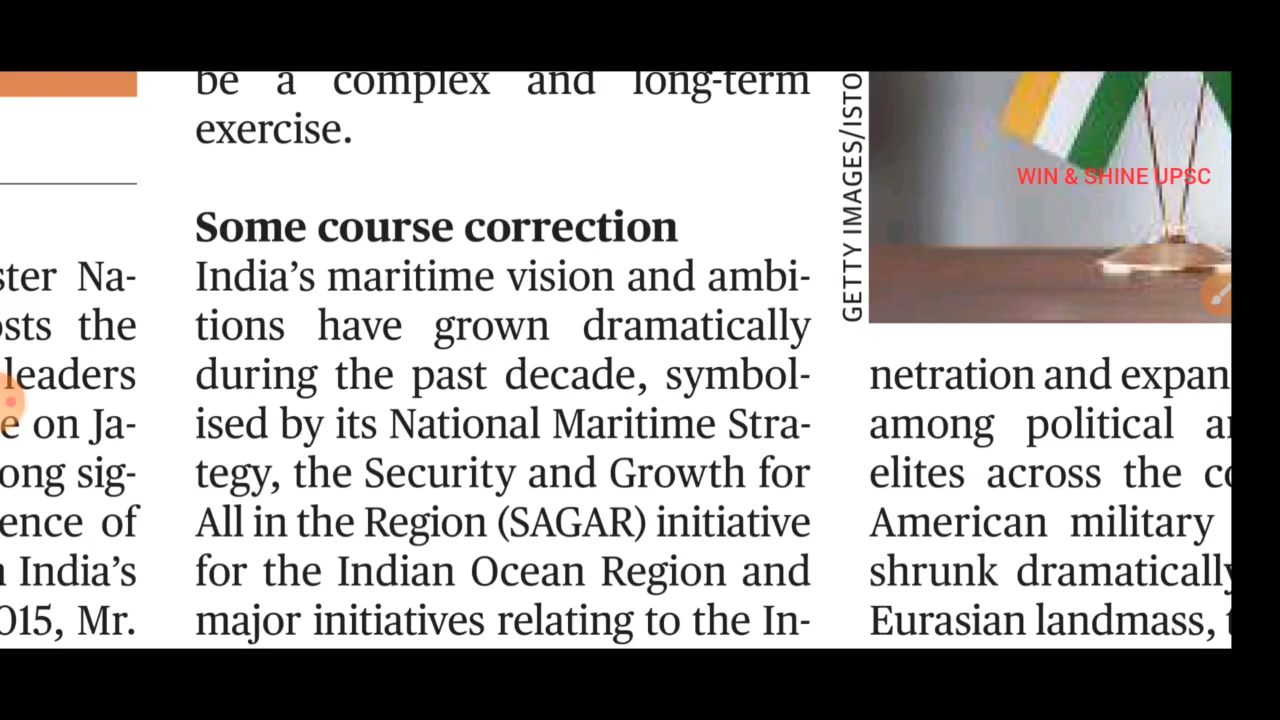 ster Na-
osts the
leaders
e on Ja-
ong sig-
ence of
India's
015, Mr.
be a complex and long-term
exercise.
Some course correction
India's maritime vision and ambi-
tions have grown dramatically
during the past decade, symbol-
ised by its National Maritime Stra-
tegy, the Security and Growth for
All in the Region (SAGAR) initiative
for the Indian Ocean Region and
major initiatives relating to the In-
GETTY IMAGES/ISTO
WIN & SHINE UPSC
netration and expan
among political a
elites across the c
American military
shrunk dramatically
Eurasian landmass, t